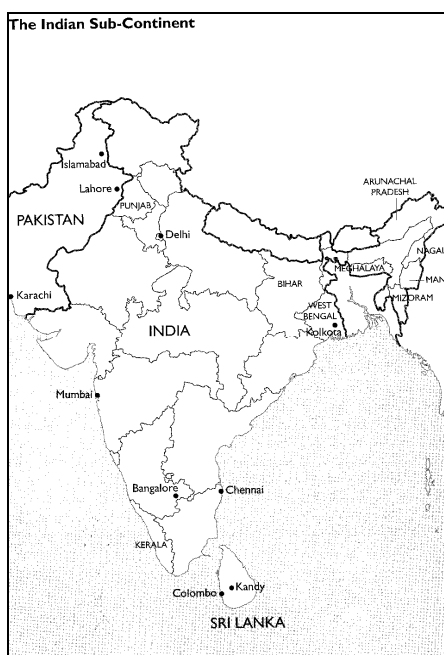 The Indian Sub-Continent
Islamabad
Lahore
PUNJAB
PAKISTAN
Delhi
ARUNACHAL
PRADESH
NAGAL
MEGHALAYA
BIHAR
MAN
MIZORAM
Karachi
WEST
BENGAL
INDIA
Kolkota
Mumbai
Bangalore
Chennai
KERALA
Kandy
Colombo
SRI LANKA